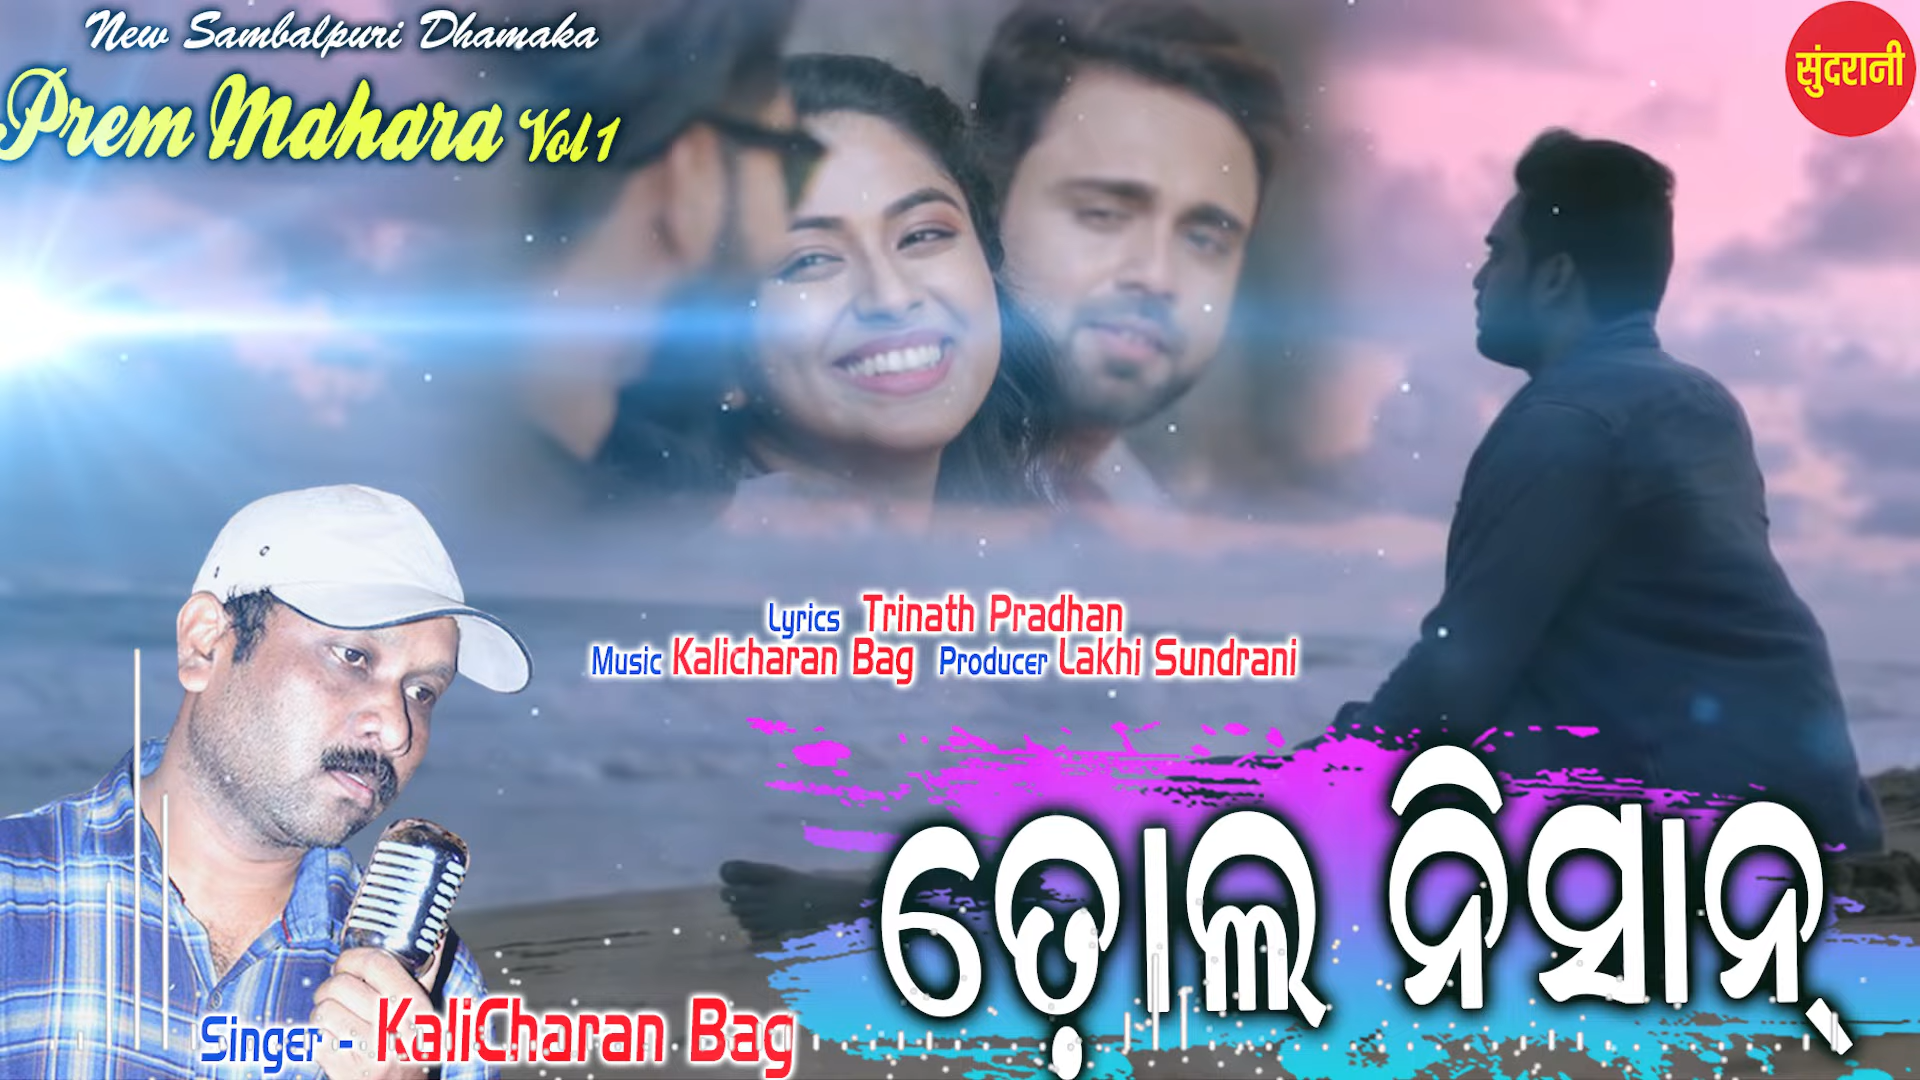 New Sambalpuri Dhamaka
Prem Mahara Vol 1
सुंदरानी
Lyrics Trinath Pradhan
Music Kalicharan Bag Producer Lakhi Sundrani
ଢ଼ୋଲ ନିସାନ୍
Singer - KaliCharan Bag